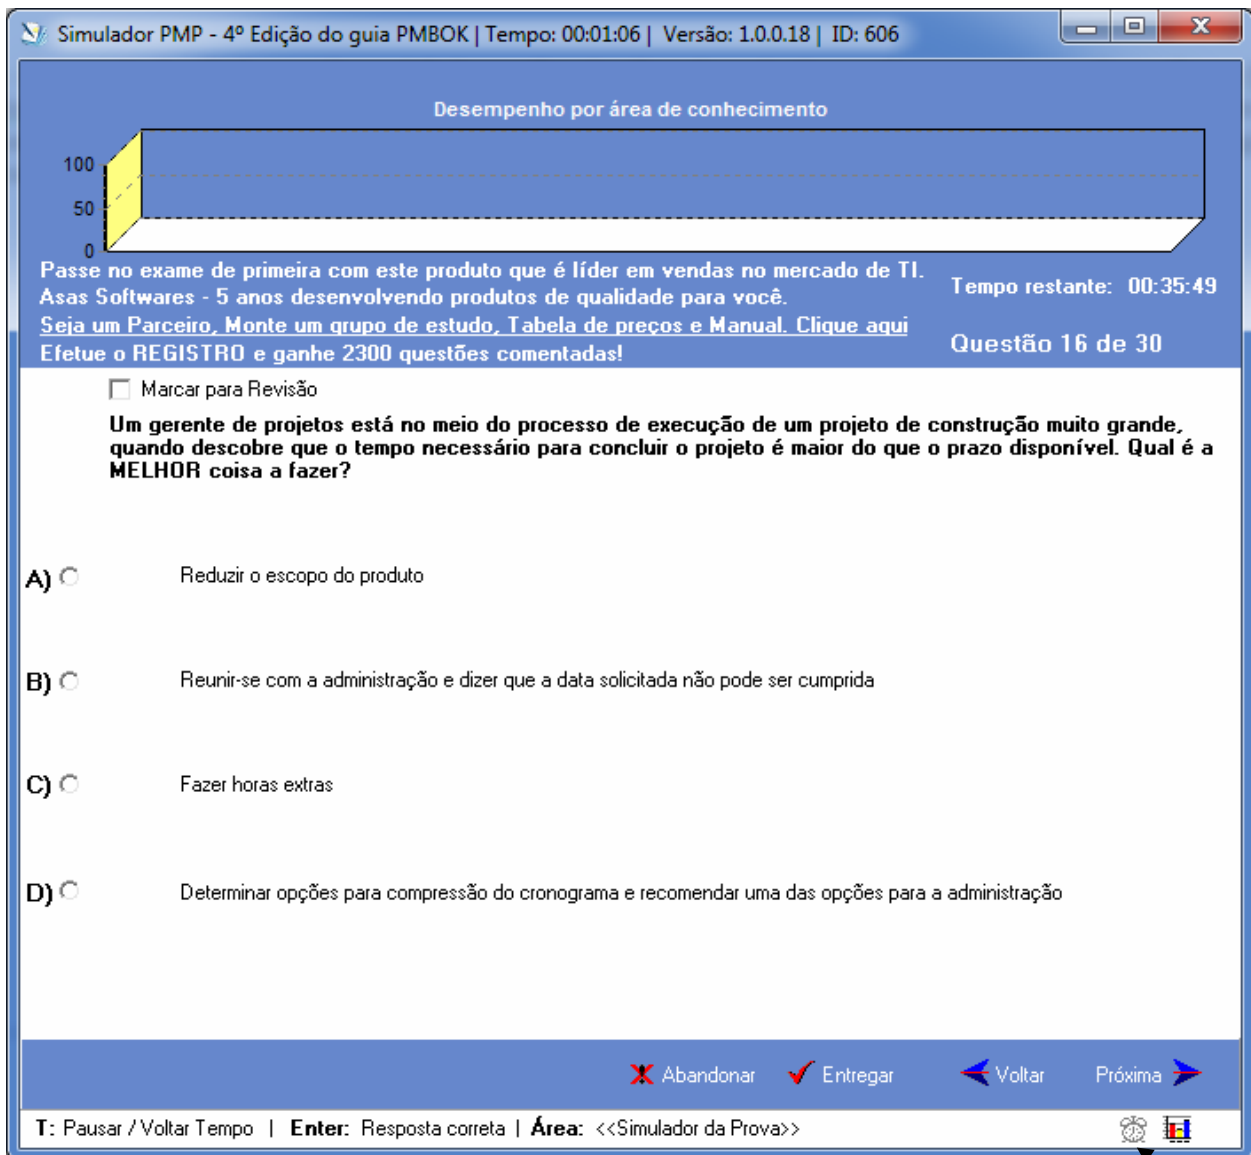 Simulador PMP - 4º Edição do guia PMBOK | Tempo: 00:01:06 | Versão: 1.0.0.18 | ID: 606
Desempenho por área de conhecimento
100
50
0
Passe no exame de primeira com este produto que é líder em vendas no mercado de TI.
Asas Softwares - 5 anos desenvolvendo produtos de qualidade para você.
Seja um Parceiro, Monte um grupo de estudo, Tabela de preços e Manual. Clique aqui
Efetue o REGISTRO e ganhe 2300 questões comentadas!
Tempo restante: 00:35:49
Questão 16 de 30
Marcar para Revisão
Um gerente de projetos está no meio do processo de execução de um projeto de construção muito grande,
quando descobre que o tempo necessário para concluir o projeto é maior do que o prazo disponível. Qual é a
MELHOR coisa a fazer?
A) Reduzir o escopo do produto
B) Reunir-se com a administração e dizer que a data solicitada não pode ser cumprida
C) Fazer horas extras
D) Determinar opções para compressão do cronograma e recomendar uma das opções para a administração
Abandonar Entregar Voltar Próxima
T: Pausar / Voltar Tempo | Enter: Resposta correta | Área: <<Simulador da Prova>>